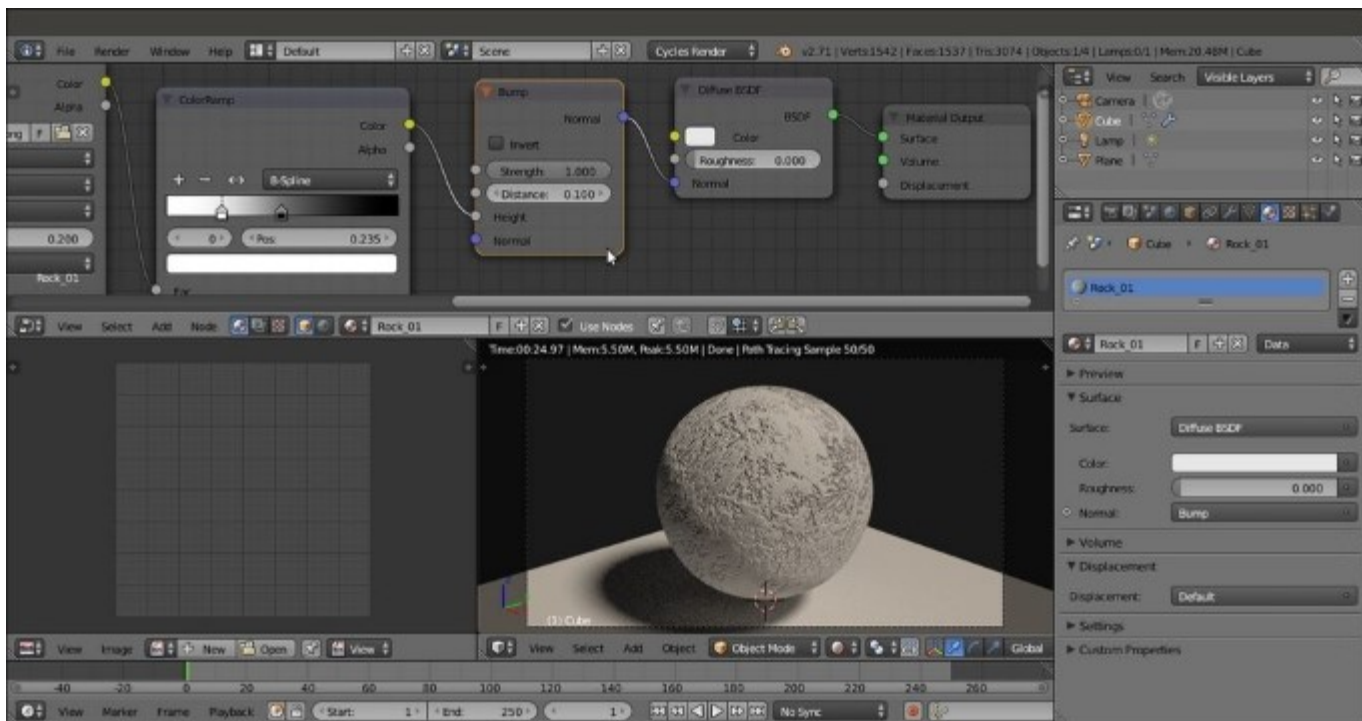 File Render Window Help Default Scene Cycles Render v2.71 | Verts:1542 | Faces:1537 | Tris:3074 | Objects:1/4 | Lamps:0/1 | Mem:20.48M | Cube
Color
Alpha
F
0.200
Rock_01
Fac
ColorRamp
Color
Alpha
B-Spline
0 Pos: 0.235
Bump
Normal
Invert
Strength: 1.000
Distance: 0.100
Height
Normal
Diffuse BSDF
BSDF
Color
Roughness: 0.000
Normal
Material Output
Surface
Volume
Displacement
View Search Visible Layers
Camera
Cube
Lamp
Plane
Cube Rock_01
Rock_01
Rock_01 F Data
Preview
Surface
Surface: Diffuse BSDF
Color:
Roughness: 0.000
Normal: Bump
Volume
Displacement
Displacement: Default
Settings
Custom Properties
View Select Add Node Rock_01 F Use Nodes
Time:00:24.97 | Mem:5.50M, Peak:5.50M | Done | Path Tracing Sample 50/50
(1) Cube
View Image New Open View
View Select Add Object Object Mode Global
-40 -20 0 20 40 60 80 100 120 140 160 180 200 220 240 260
View Marker Frame Playback Start: 1 End: 250 1 No Sync